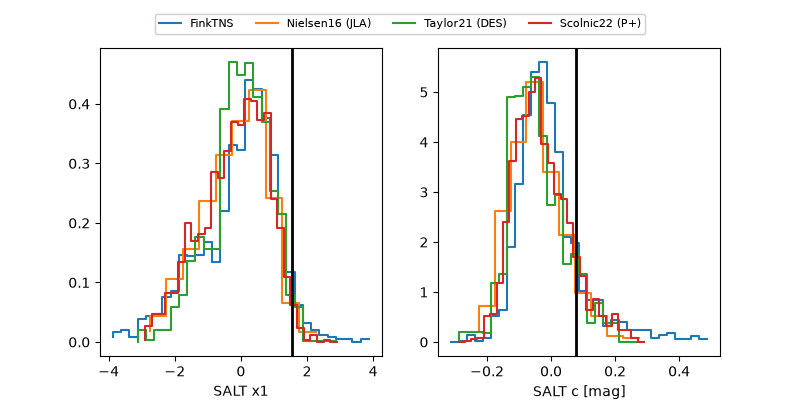 FinkTNS Nielsen16 (JLA) Taylor21 (DES) Scolnic22 (P+)
0.4
0.3
0.2
0.1
0.0
−4 −2 0 2 4
SALT x1
5
4
3
2
1
0
−0.2 0.0 0.2 0.4
SALT c [mag]